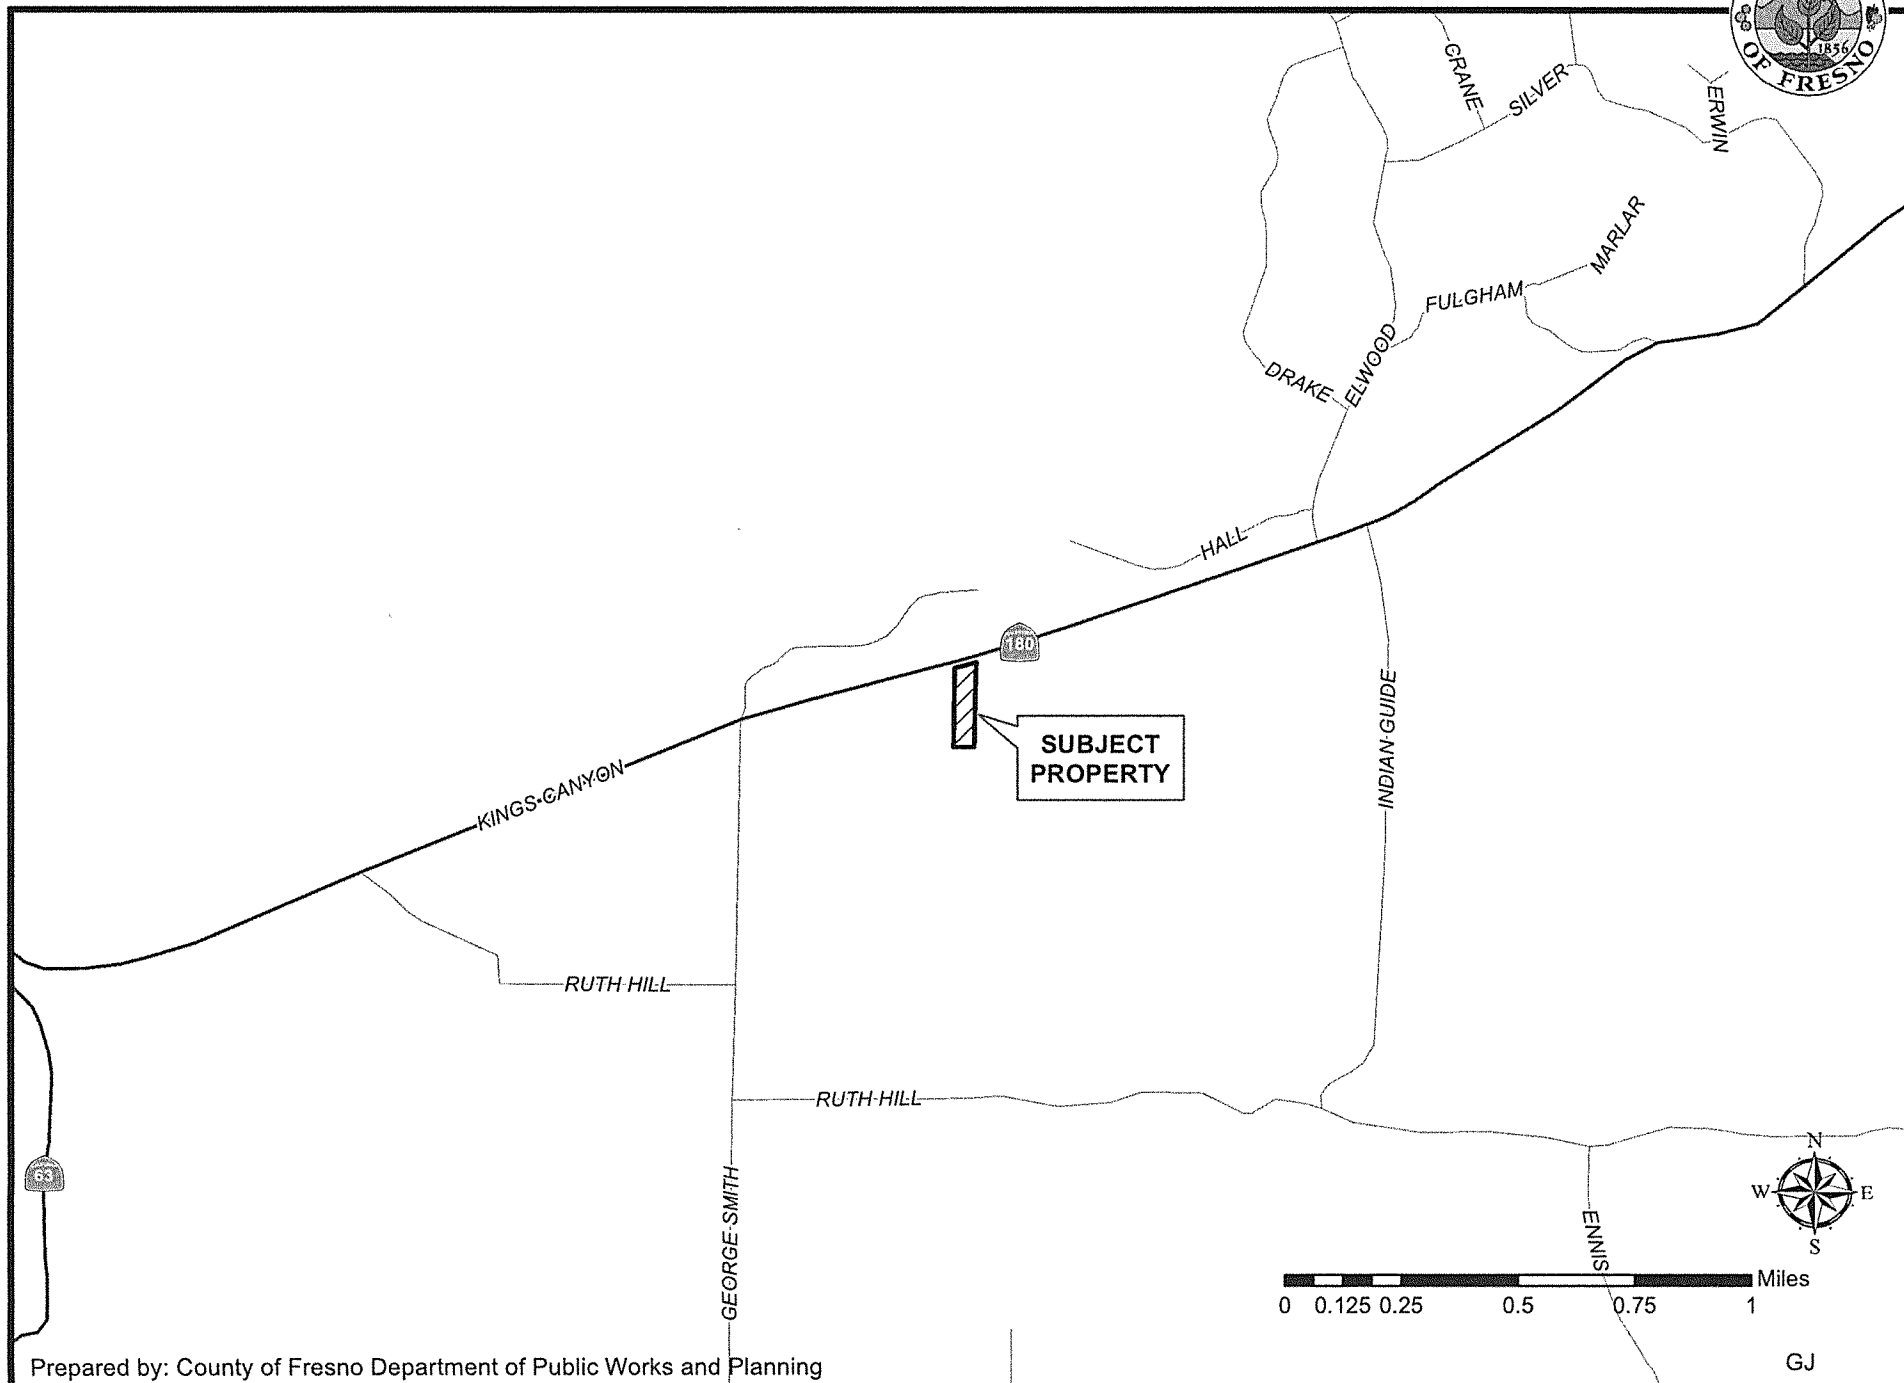 1856
OF FRESNO
CRANE
SILVER
ERWIN
MARLAR
FULGHAM
ELWOOD
DRAKE
HALL
180
SUBJECT
PROPERTY
INDIAN GUIDE
KINGS CANYON
RUTH HILL
RUTH HILL
63
GEORGE SMITH
ENNIS
N
W E
S
Miles
0 0.125 0.25 0.5 0.75 1
Prepared by: County of Fresno Department of Public Works and Planning
GJ